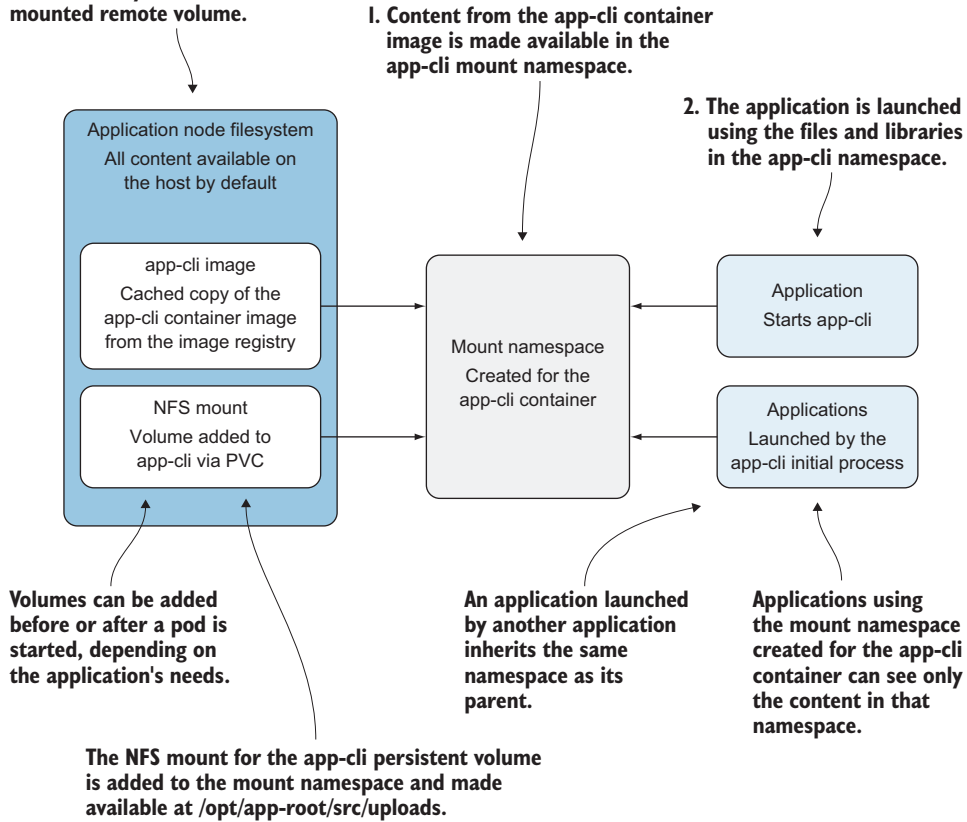 mounted remote volume.
1. Content from the app-cli container
image is made available in the
app-cli mount namespace.
2. The application is launched
using the files and libraries
in the app-cli namespace.
Application node filesystem
All content available on
the host by default
app-cli image
Cached copy of the
app-cli container image
from the image registry
NFS mount
Volume added to
app-cli via PVC
Mount namespace
Created for the
app-cli container
Application
Starts app-cli
Applications
Launched by the
app-cli initial process
Volumes can be added
before or after a pod is
started, depending on
the application's needs.
An application launched
by another application
inherits the same
namespace as its
parent.
Applications using
the mount namespace
created for the app-cli
container can see only
the content in that
namespace.
The NFS mount for the app-cli persistent volume
is added to the mount namespace and made
available at /opt/app-root/src/uploads.